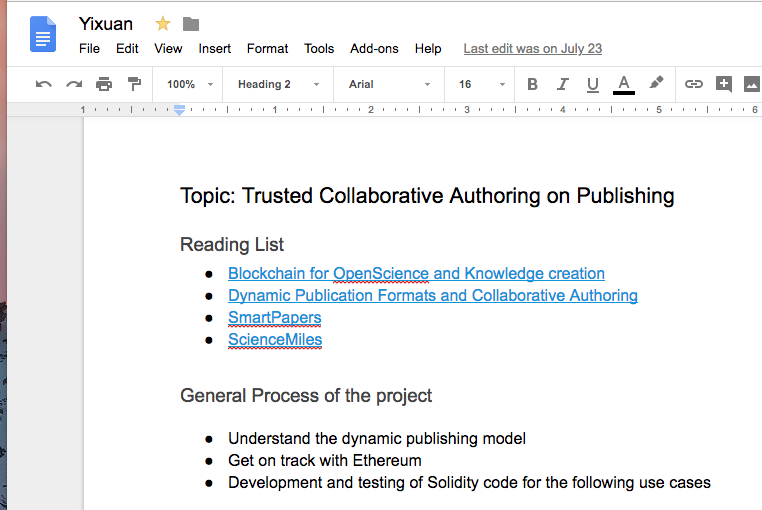 Yixuan
File Edit View Insert Format Tools Add-ons Help Last edit was on July 23
100% Heading 2 Arial 16 B I U A
1 1 2 3 4 5 6
Topic: Trusted Collaborative Authoring on Publishing
Reading List
● Blockchain for OpenScience and Knowledge creation
● Dynamic Publication Formats and Collaborative Authoring
● SmartPapers
● ScienceMiles
General Process of the project
● Understand the dynamic publishing model
● Get on track with Ethereum
● Development and testing of Solidity code for the following use cases